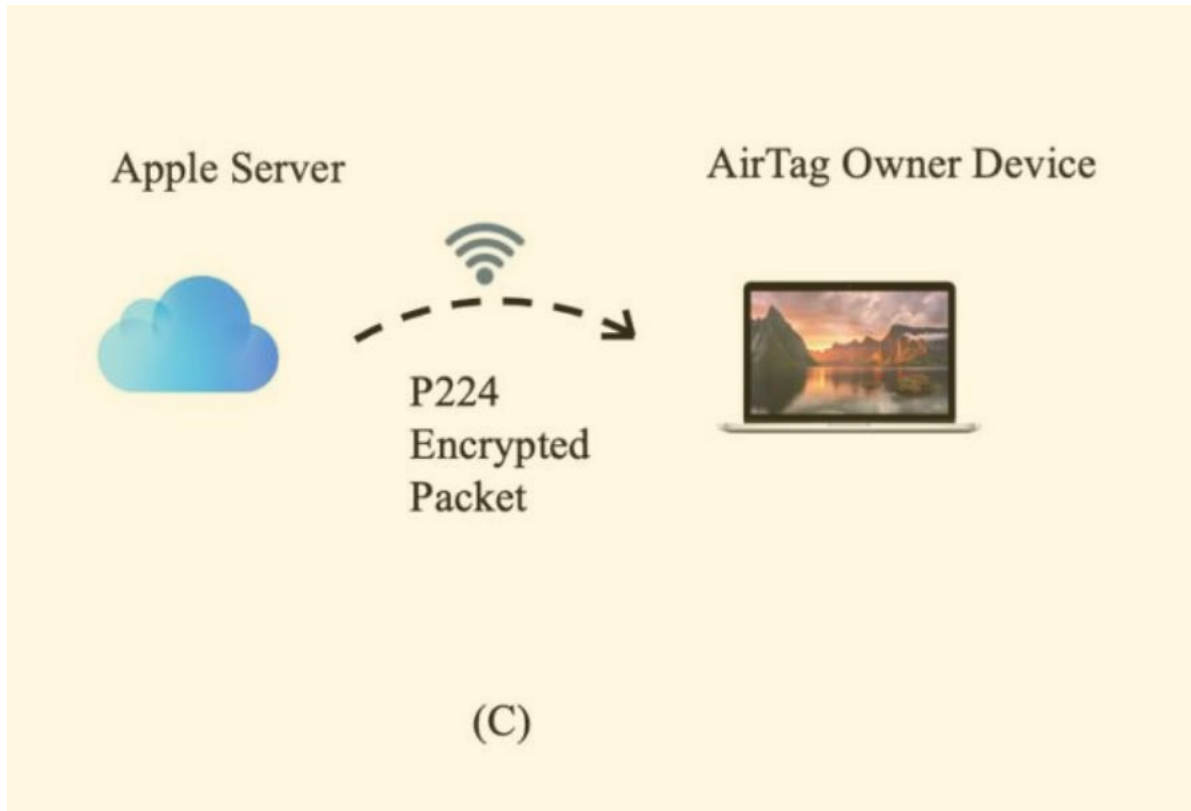 Apple Server
AirTag Owner Device
P224
Encrypted
Packet
(C)